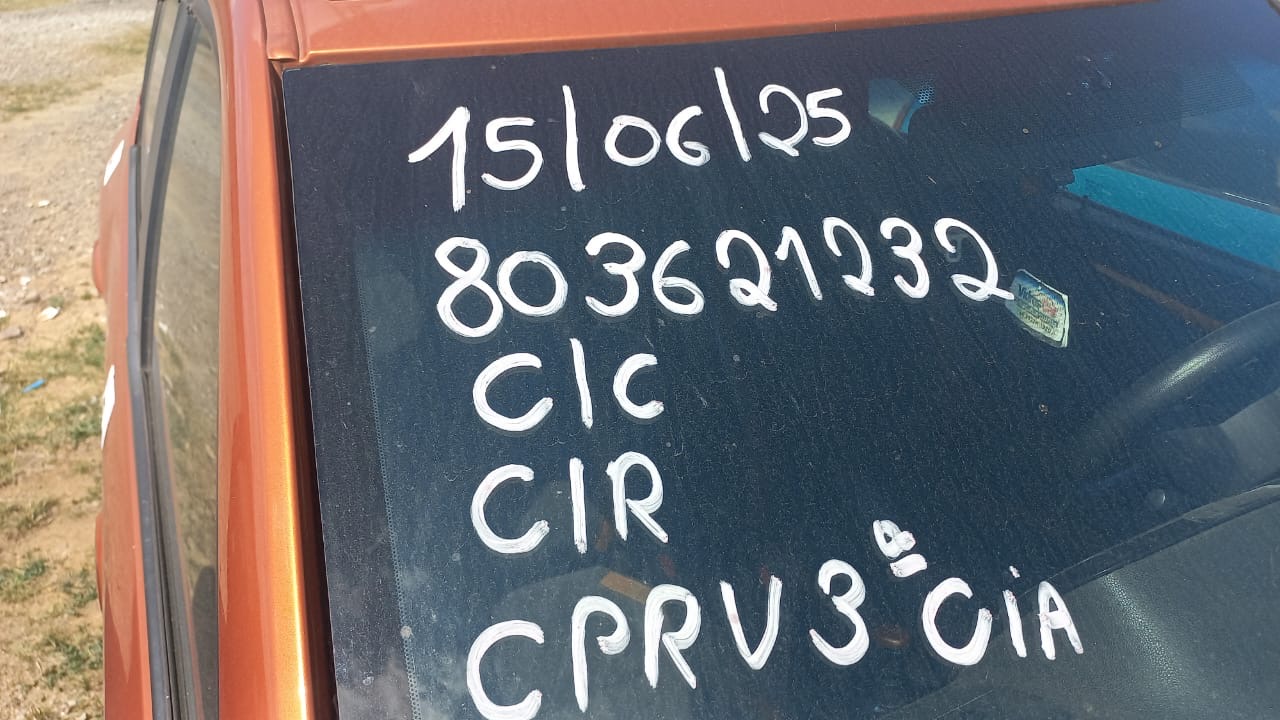 15/06/25
803621232
C/C
C/R
CPRV 3ª CIA